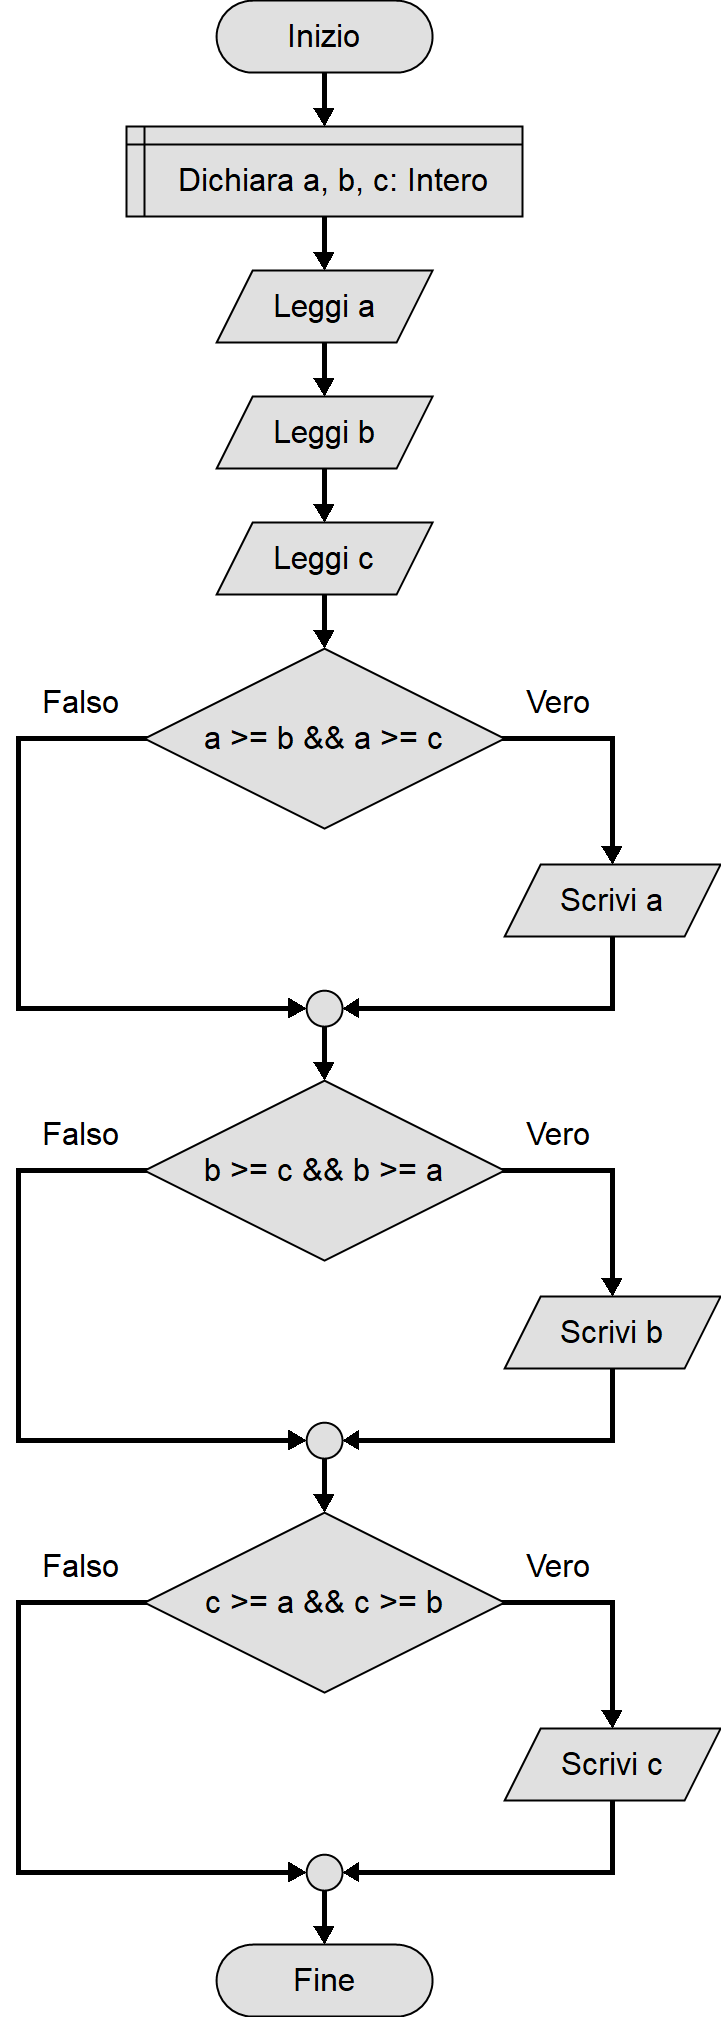 Inizio
Dichiara a, b, c: Intero
Leggi a
Leggi b
Leggi c
Falso
Vero
a >= b && a >= c
Scrivi a
Falso
Vero
b >= c && b >= a
Scrivi b
Falso
Vero
c >= a && c >= b
Scrivi c
Fine